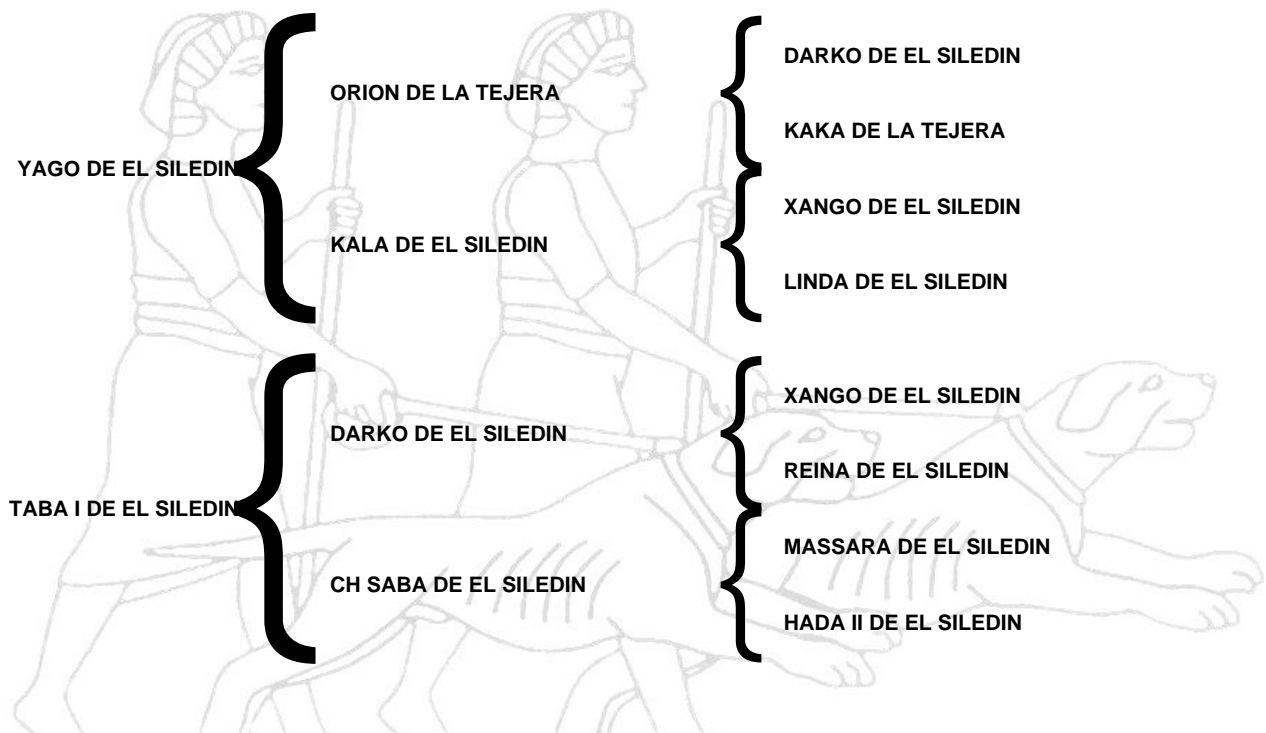 YAGO DE EL SILEDIN
ORION DE LA TEJERA
KALA DE EL SILEDIN
DARKO DE EL SILEDIN
KAKA DE LA TEJERA
XANGO DE EL SILEDIN
LINDA DE EL SILEDIN
TABA I DE EL SILEDIN
DARKO DE EL SILEDIN
CH SABA DE EL SILEDIN
XANGO DE EL SILEDIN
REINA DE EL SILEDIN
MASSARA DE EL SILEDIN
HADA II DE EL SILEDIN